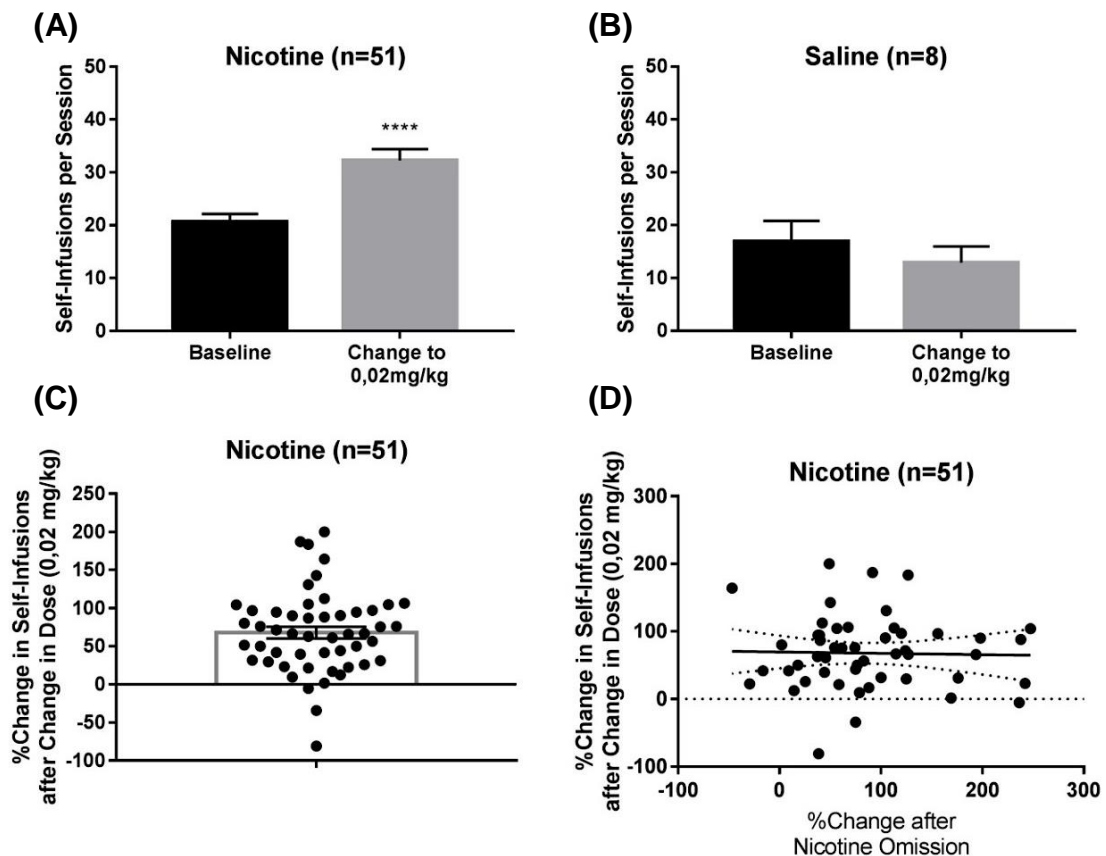 (A)
Nicotine (n=51)
Self-Infusions per Session
50
40
30
20
10
0
****
Baseline
Change to
0,02mg/kg
(B)
Saline (n=8)
Self-Infusions per Session
50
40
30
20
10
0
Baseline
Change to
0,02mg/kg
(C)
Nicotine (n=51)
%Change in Self-Infusions
after Change in Dose (0,02 mg/kg)
250
200
150
100
50
0
-50
-100
(D)
Nicotine (n=51)
%Change in Self-Infusions
after Change in Dose (0,02 mg/kg)
300
200
100
0
-100
-100
0
100
200
300
%Change after
Nicotine Omission